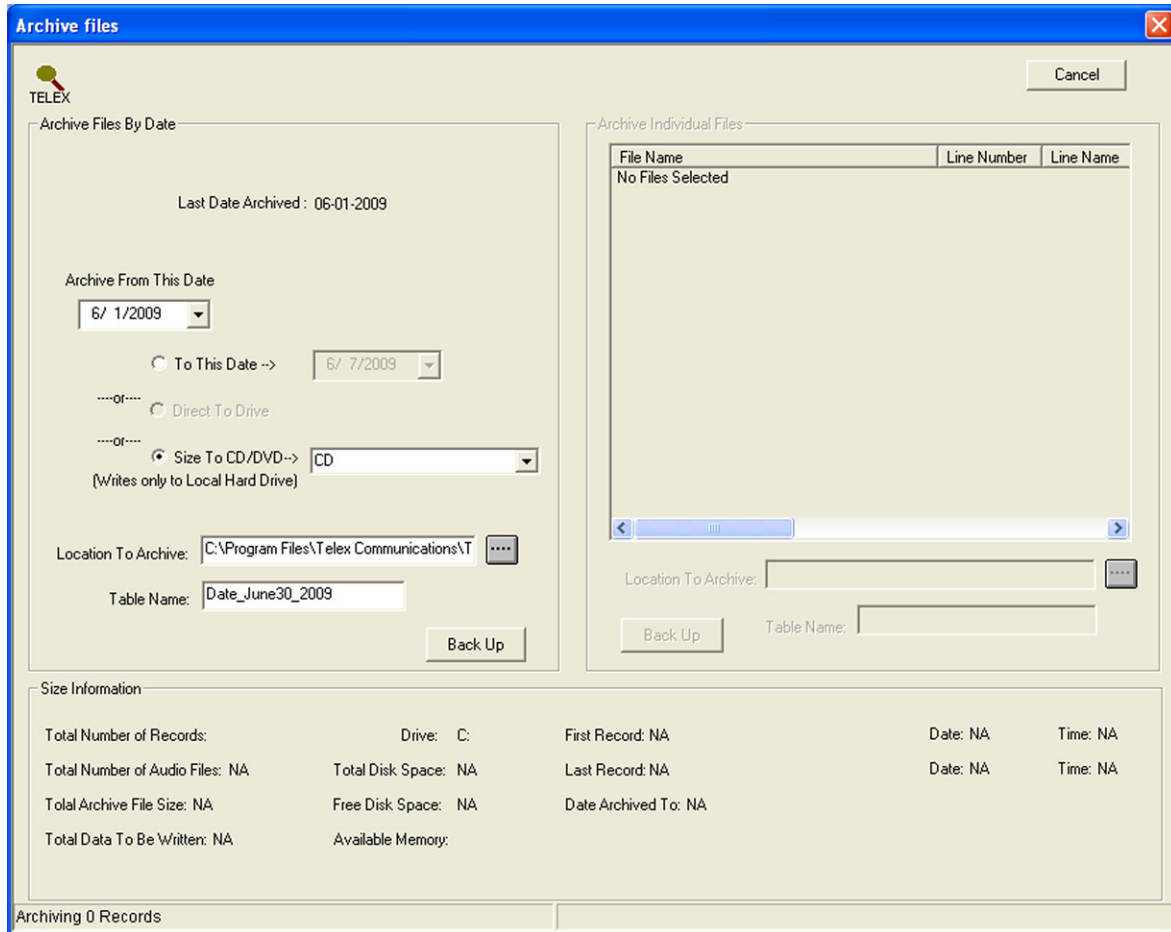 Archive files
TELEX
Cancel
Archive Files By Date
Last Date Archived : 06-01-2009
Archive From This Date
6/ 1/2009
To This Date --> 6/ 7/2009
----or----
Direct To Drive
----or----
Size To CD/DVD--> CD
(Writes only to Local Hard Drive)
Location To Archive: C:\Program Files\Telex Communications\T ....
Table Name: Date_June30_2009
Back Up
Archive Individual Files
File Name Line Number Line Name
No Files Selected
Location To Archive: ....
Back Up Table Name:
Size Information
Total Number of Records: Drive: C: First Record: NA Date: NA Time: NA
Total Number of Audio Files: NA Total Disk Space: NA Last Record: NA Date: NA Time: NA
Tolal Archive File Size: NA Free Disk Space: NA Date Archived To: NA
Total Data To Be Written: NA Available Memory:
Archiving 0 Records